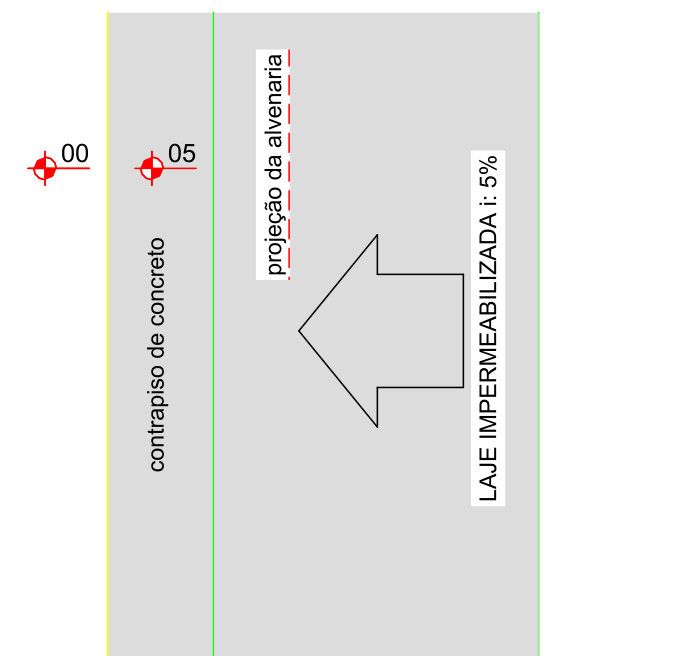 00
05
projeção da alvenaria
contrapiso de concreto
LAJE IMPERMEABILIZADA i: 5%